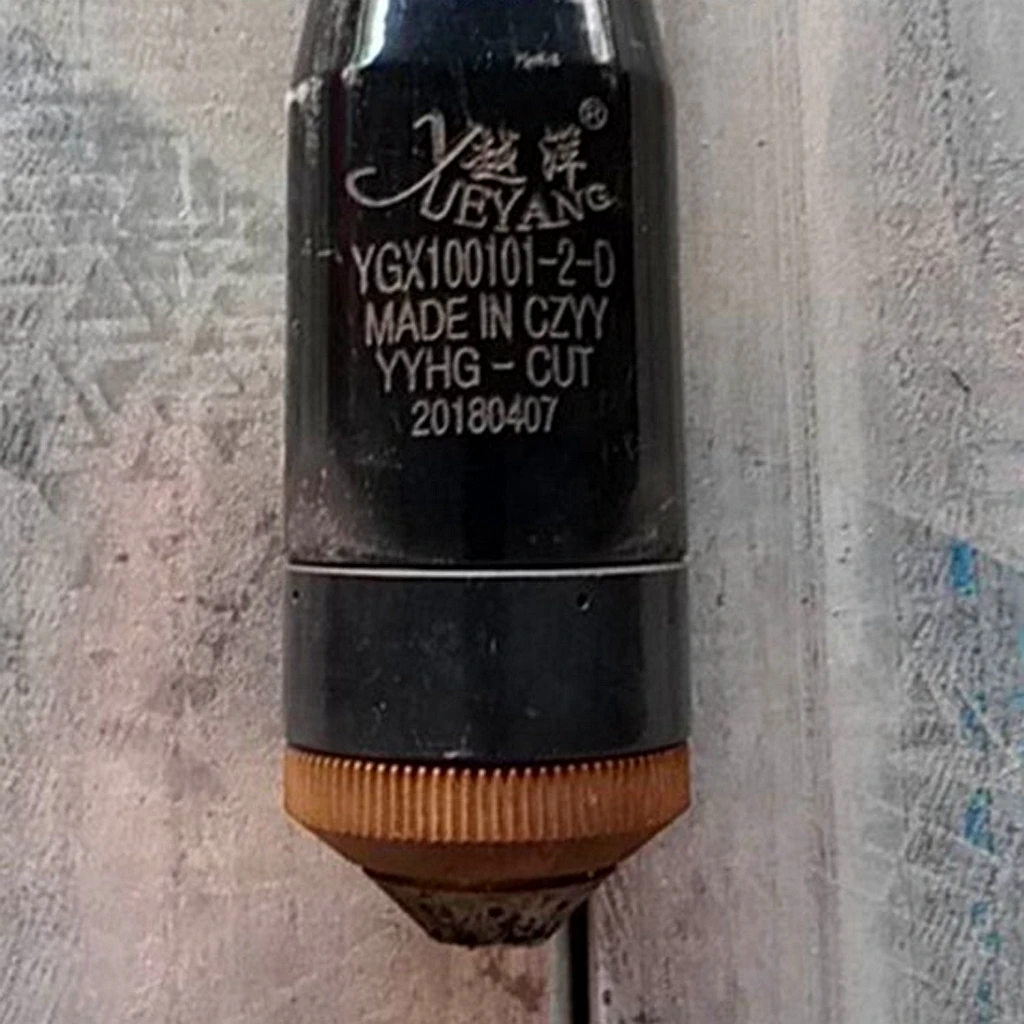 越洋®
YUEYANG
YGX100101-2-D
MADE IN CZYY
YYHG - CUT
20180407